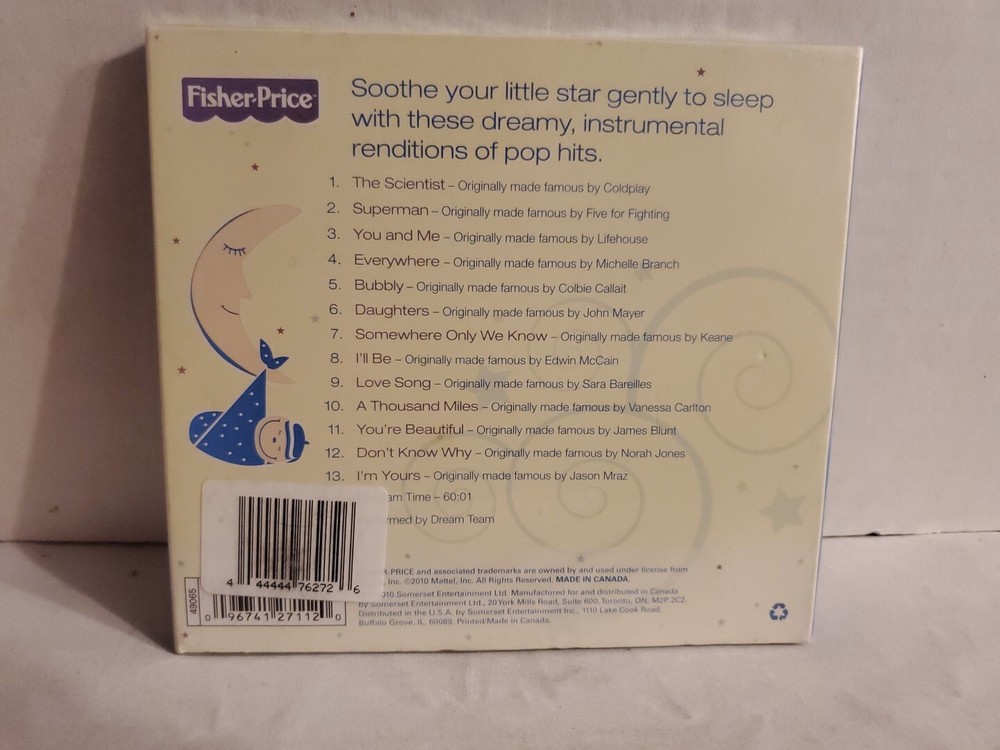 Fisher-Price
Soothe your little star gently to sleep
with these dreamy, instrumental
renditions of pop hits.
1. The Scientist – Originally made famous by Coldplay
2. Superman – Originally made famous by Five for Fighting
3. You and Me – Originally made famous by Lifehouse
4. Everywhere – Originally made famous by Michelle Branch
5. Bubbly – Originally made famous by Colbie Callait
6. Daughters – Originally made famous by John Mayer
7. Somewhere Only We Know – Originally made famous by Keane
8. I'll Be – Originally made famous by Edwin McCain
9. Love Song – Originally made famous by Sara Bareilles
10. A Thousand Miles – Originally made famous by Vanessa Carlton
11. You're Beautiful – Originally made famous by James Blunt
12. Don't Know Why – Originally made famous by Norah Jones
13. I'm Yours – Originally made famous by Jason Mraz
am Time – 60:01
rmed by Dream Team
4 44444 76272 6
R-PRICE and associated trademarks are owned by and used under license from
, Inc. ©2010 Mattel, Inc. All Rights Reserved. MADE IN CANADA.
010 Somerset Entertainment Ltd. Manufactured for and distributed in Canada
by Somerset Entertainment Ltd., 20 York Mills Road, Suite 600, Toronto, ON, M2P 2C2.
Distributed in the U.S.A. by Somerset Entertainment Inc., 1110 Lake Cook Road,
Buffalo Grove, IL, 60089. Printed/Made in Canada.
49065
0 96741 27112 0